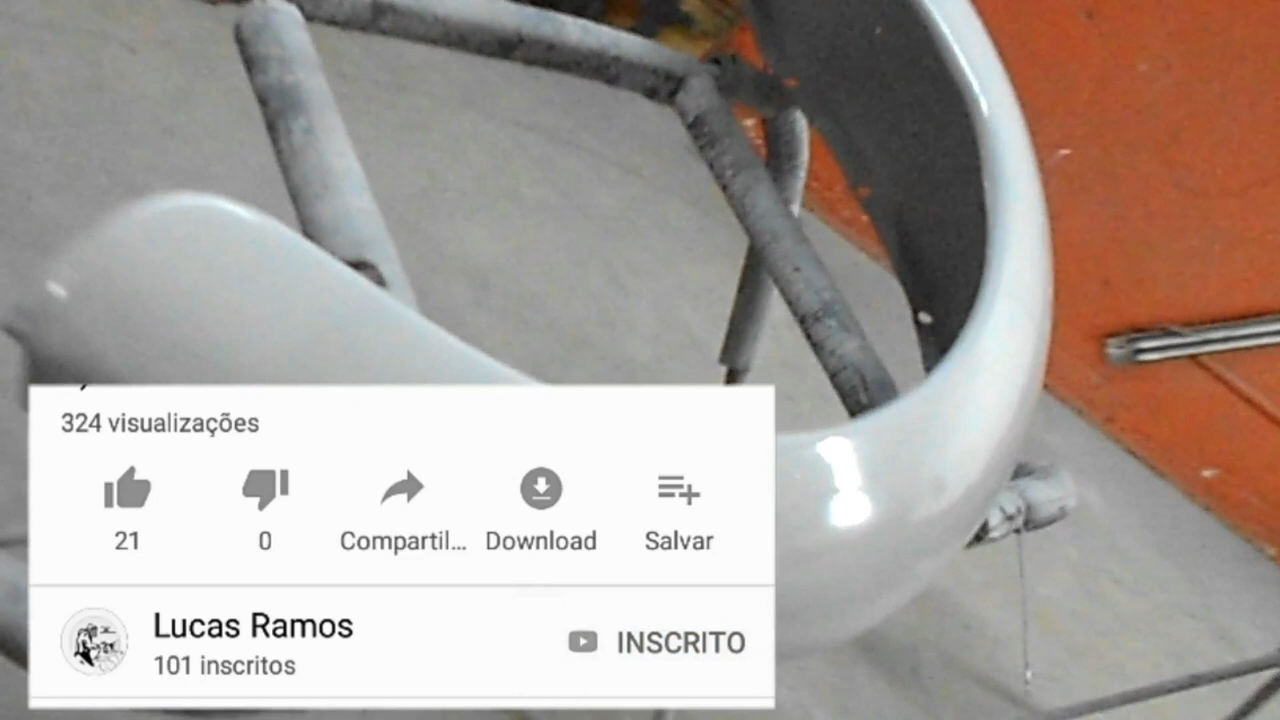 324 visualizações
21
0
Compartil...
Download
Salvar
Lucas Ramos
INSCRITO
101 inscritos